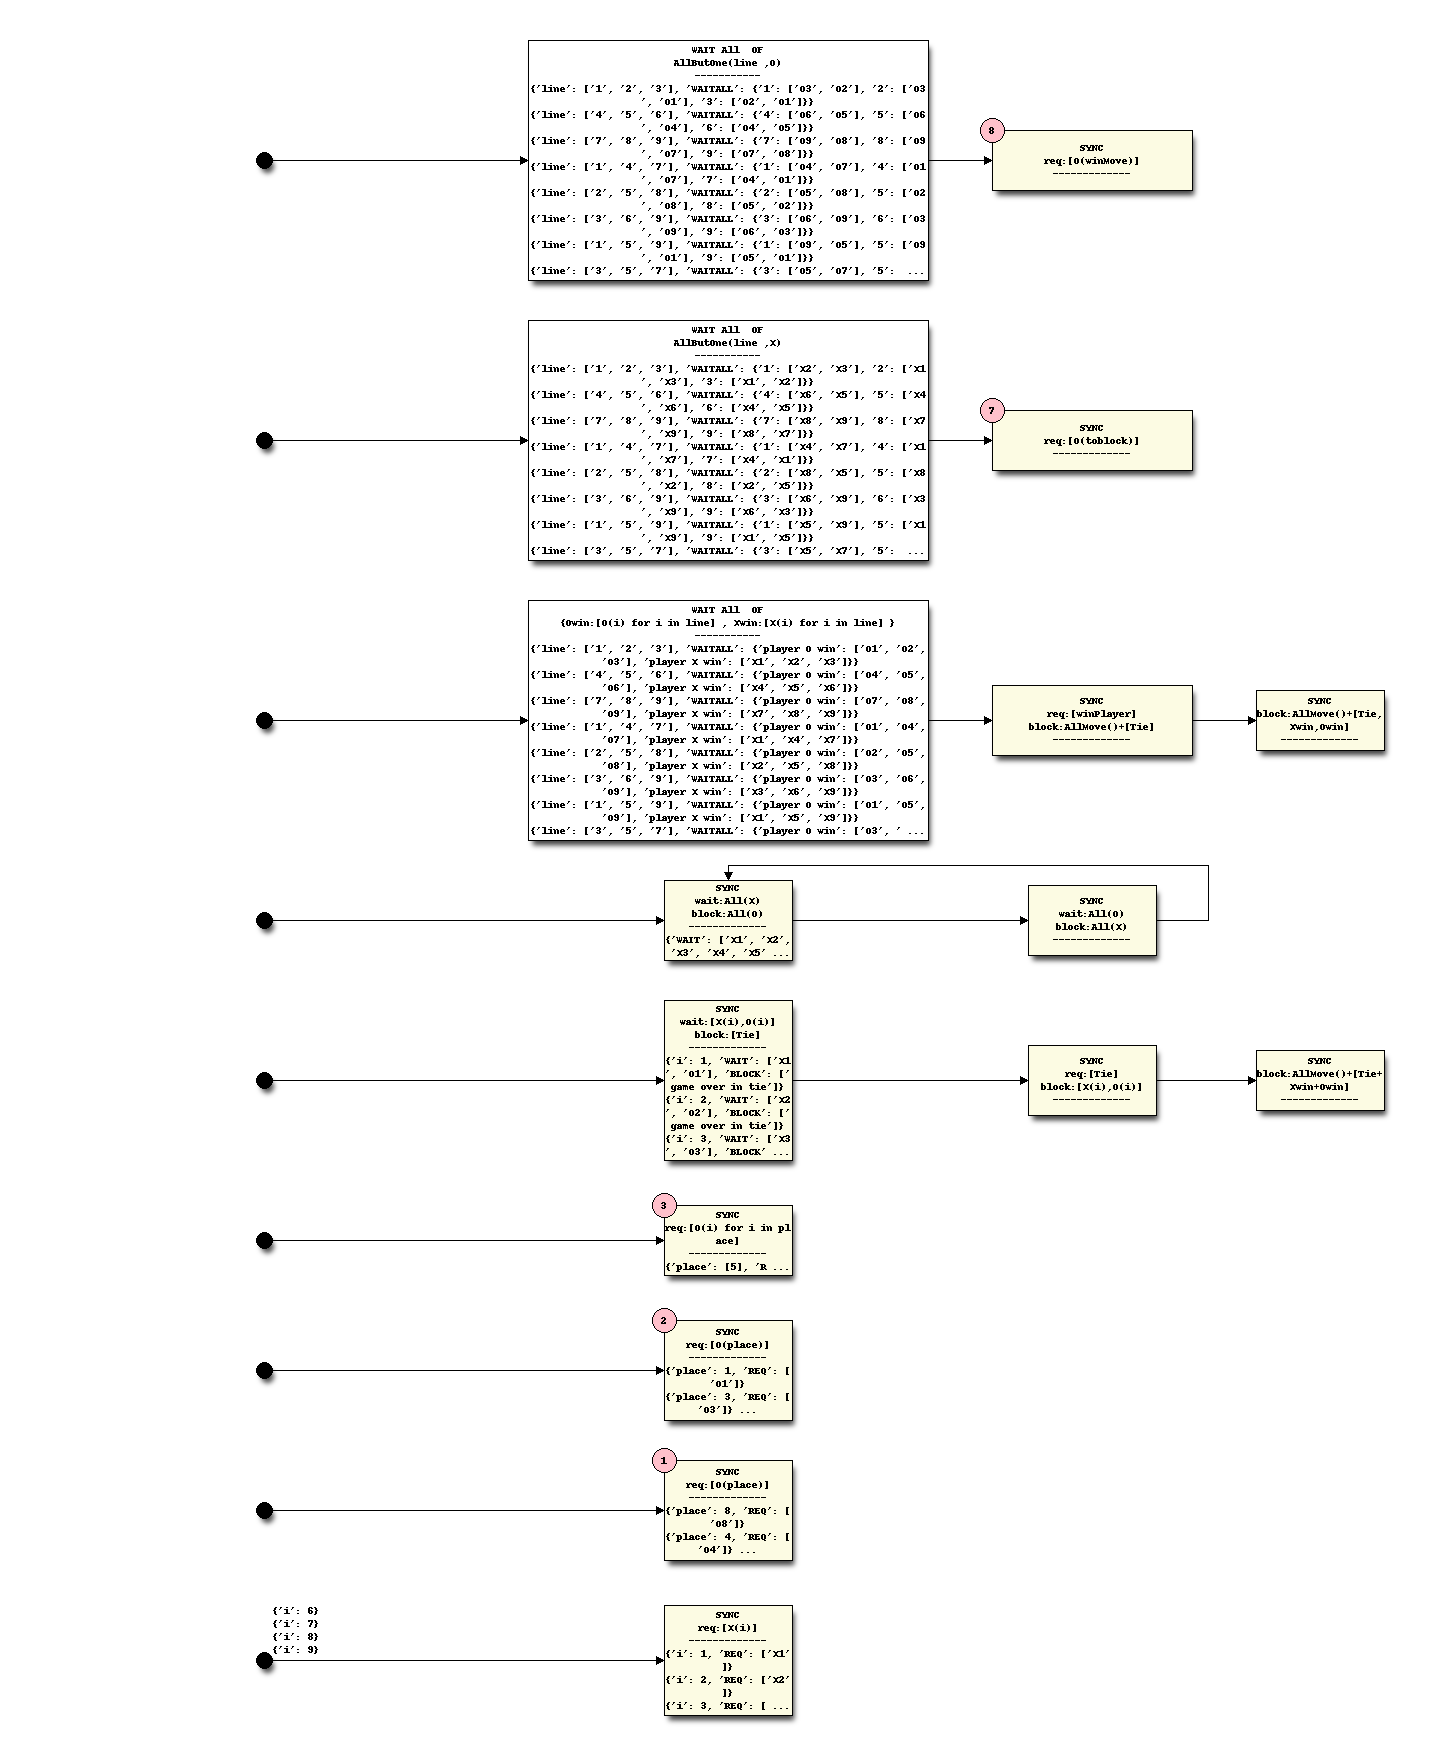 WAIT All  OF
AllButOne(line ,O)
-----------
{'line': ['1', '2', '3'], 'WAITALL': {'1': ['O3', 'O2'], '2': ['O3
', 'O1'], '3': ['O2', 'O1']}}
{'line': ['4', '5', '6'], 'WAITALL': {'4': ['O6', 'O5'], '5': ['O6
', 'O4'], '6': ['O4', 'O5']}}
{'line': ['7', '8', '9'], 'WAITALL': {'7': ['O9', 'O8'], '8': ['O9
', 'O7'], '9': ['O7', 'O8']}}
{'line': ['1', '4', '7'], 'WAITALL': {'1': ['O4', 'O7'], '4': ['O1
', 'O7'], '7': ['O4', 'O1']}}
{'line': ['2', '5', '8'], 'WAITALL': {'2': ['O5', 'O8'], '5': ['O2
', 'O8'], '8': ['O5', 'O2']}}
{'line': ['3', '6', '9'], 'WAITALL': {'3': ['O6', 'O9'], '6': ['O3
', 'O9'], '9': ['O6', 'O3']}}
{'line': ['1', '5', '9'], 'WAITALL': {'1': ['O9', 'O5'], '5': ['O9
', 'O1'], '9': ['O5', 'O1']}}
{'line': ['3', '5', '7'], 'WAITALL': {'3': ['O5', 'O7'], '5':  ...
8
SYNC
req:[O(winMove)]
-------------
WAIT All  OF
AllButOne(line ,X)
-----------
{'line': ['1', '2', '3'], 'WAITALL': {'1': ['X2', 'X3'], '2': ['X1
', 'X3'], '3': ['X1', 'X2']}}
{'line': ['4', '5', '6'], 'WAITALL': {'4': ['X6', 'X5'], '5': ['X4
', 'X6'], '6': ['X4', 'X5']}}
{'line': ['7', '8', '9'], 'WAITALL': {'7': ['X8', 'X9'], '8': ['X7
', 'X9'], '9': ['X8', 'X7']}}
{'line': ['1', '4', '7'], 'WAITALL': {'1': ['X4', 'X7'], '4': ['X1
', 'X7'], '7': ['X4', 'X1']}}
{'line': ['2', '5', '8'], 'WAITALL': {'2': ['X8', 'X5'], '5': ['X8
', 'X2'], '8': ['X2', 'X5']}}
{'line': ['3', '6', '9'], 'WAITALL': {'3': ['X6', 'X9'], '6': ['X3
', 'X9'], '9': ['X6', 'X3']}}
{'line': ['1', '5', '9'], 'WAITALL': {'1': ['X5', 'X9'], '5': ['X1
', 'X9'], '9': ['X1', 'X5']}}
{'line': ['3', '5', '7'], 'WAITALL': {'3': ['X5', 'X7'], '5':  ...
7
SYNC
req:[O(toblock)]
-------------
WAIT All  OF
{Owin:[O(i) for i in line] , Xwin:[X(i) for i in line] }
-----------
{'line': ['1', '2', '3'], 'WAITALL': {'player O win': ['O1', 'O2',
'O3'], 'player X win': ['X1', 'X2', 'X3']}}
{'line': ['4', '5', '6'], 'WAITALL': {'player O win': ['O4', 'O5',
'O6'], 'player X win': ['X4', 'X5', 'X6']}}
{'line': ['7', '8', '9'], 'WAITALL': {'player O win': ['O7', 'O8',
'O9'], 'player X win': ['X7', 'X8', 'X9']}}
{'line': ['1', '4', '7'], 'WAITALL': {'player O win': ['O1', 'O4',
'O7'], 'player X win': ['X1', 'X4', 'X7']}}
{'line': ['2', '5', '8'], 'WAITALL': {'player O win': ['O2', 'O5',
'O8'], 'player X win': ['X2', 'X5', 'X8']}}
{'line': ['3', '6', '9'], 'WAITALL': {'player O win': ['O3', 'O6',
'O9'], 'player X win': ['X3', 'X6', 'X9']}}
{'line': ['1', '5', '9'], 'WAITALL': {'player O win': ['O1', 'O5',
'O9'], 'player X win': ['X1', 'X5', 'X9']}}
{'line': ['3', '5', '7'], 'WAITALL': {'player O win': ['O3', ' ...
SYNC
req:[winPlayer]
block:AllMove()+[Tie]
-------------
SYNC
block:AllMove()+[Tie,
Xwin,Owin]
-------------
SYNC
wait:All(X)
block:All(O)
-------------
{'WAIT': ['X1', 'X2',
'X3', 'X4', 'X5' ...
SYNC
wait:All(O)
block:All(X)
-------------
SYNC
wait:[X(i),O(i)]
block:[Tie]
-------------
{'i': 1, 'WAIT': ['X1
', 'O1'], 'BLOCK': ['
game over in tie']}
{'i': 2, 'WAIT': ['X2
', 'O2'], 'BLOCK': ['
game over in tie']}
{'i': 3, 'WAIT': ['X3
', 'O3'], 'BLOCK' ...
SYNC
req:[Tie]
block:[X(i),O(i)]
-------------
SYNC
block:AllMove()+[Tie+
Xwin+Owin]
-------------
3
SYNC
req:[O(i) for i in pl
ace]
-------------
{'place': [5], 'R ...
2
SYNC
req:[O(place)]
-------------
{'place': 1, 'REQ': [
'O1']}
{'place': 3, 'REQ': [
'O3']} ...
1
SYNC
req:[O(place)]
-------------
{'place': 8, 'REQ': [
'O8']}
{'place': 4, 'REQ': [
'O4']} ...
{'i': 6}
{'i': 7}
{'i': 8}
{'i': 9}
SYNC
req:[X(i)]
-------------
{'i': 1, 'REQ': ['X1'
]}
{'i': 2, 'REQ': ['X2'
]}
{'i': 3, 'REQ': [ ...